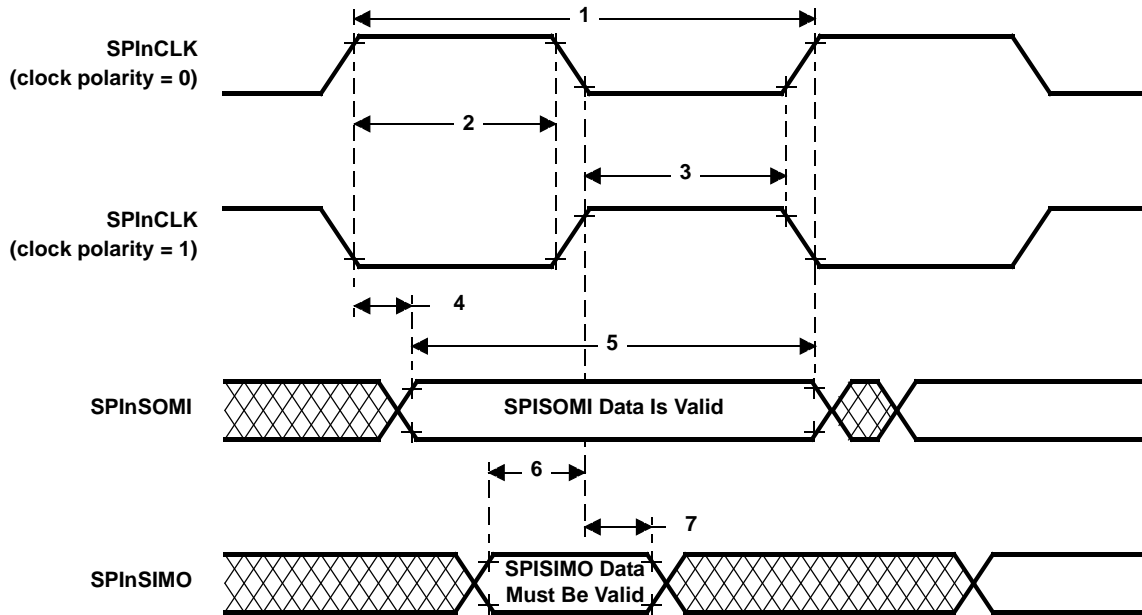 1
SPInCLK
(clock polarity = 0)
2
3
SPInCLK
(clock polarity = 1)
4
5
SPInSOMI
SPISOMI Data Is Valid
6
7
SPInSIMO
SPISIMO Data
Must Be Valid